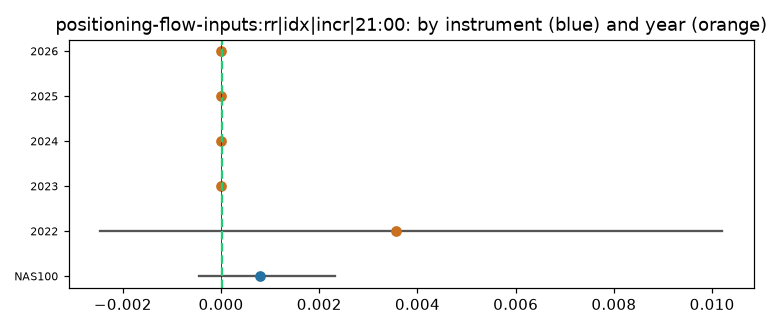 positioning-flow-inputs:rr|idx|incr|21:00: by instrument (blue) and year (orange)
2026
2025
2024
2023
2022
NAS100
−0.002 0.000 0.002 0.004 0.006 0.008 0.010